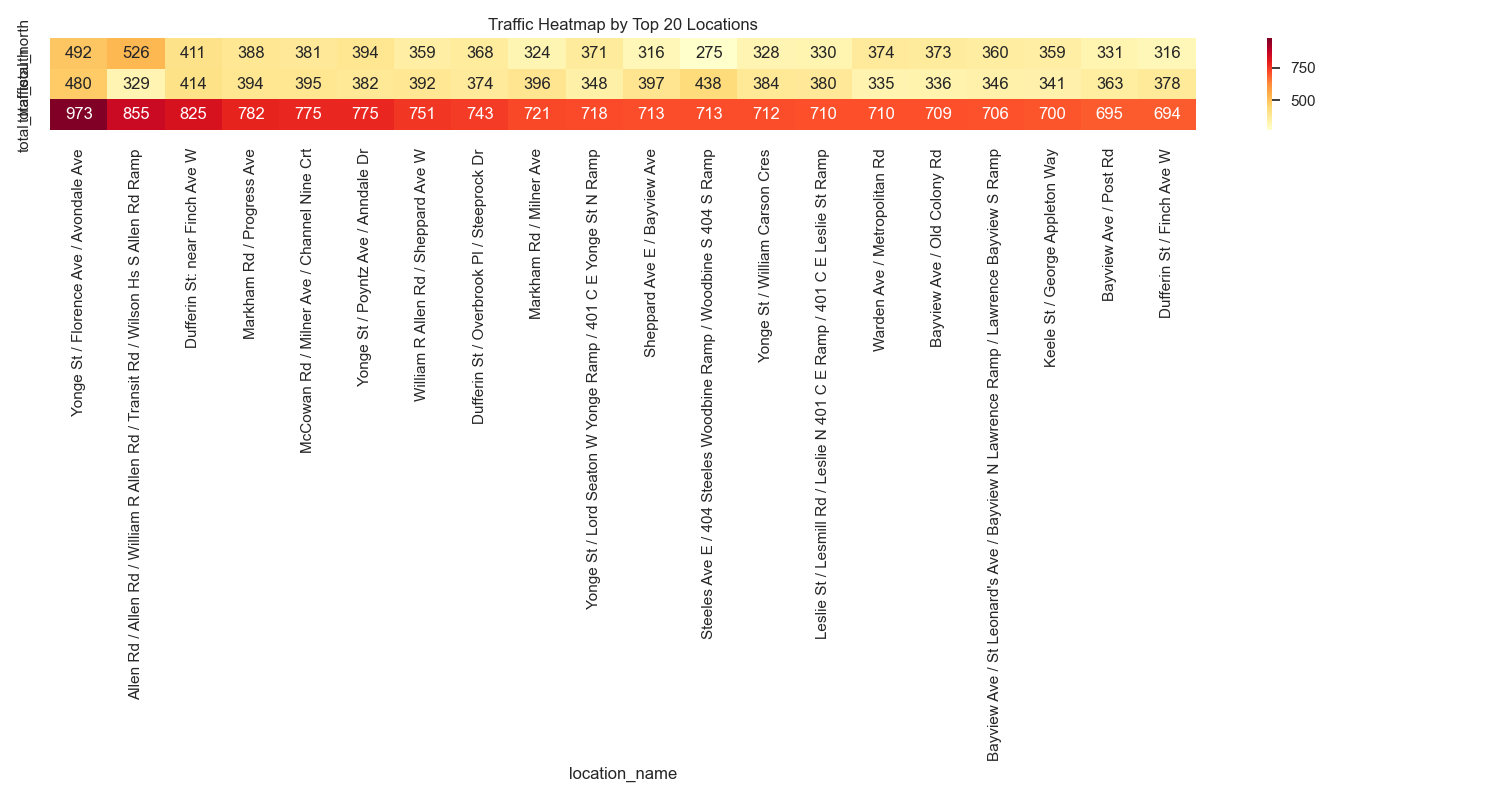 Traffic Heatmap by Top 20 Locations
492 526 411 388 381 394 359 368 324 371 316 275 328 330 374 373 360 359 331 316
480 329 414 394 395 382 392 374 396 348 397 438 384 380 335 336 346 341 363 378
973 855 825 782 775 775 751 743 721 718 713 713 712 710 710 709 706 700 695 694
750
500
Yonge St / Florence Ave / Avondale Ave
Allen Rd / Allen Rd / William R Allen Rd / Transit Rd / Wilson Hs S Allen Rd Ramp
Dufferin St: near Finch Ave W
Markham Rd / Progress Ave
McCowan Rd / Milner Ave / Channel Nine Crt
Yonge St / Poyntz Ave / Anndale Dr
William R Allen Rd / Sheppard Ave W
Dufferin St / Overbrook Pl / Steeprock Dr
Markham Rd / Milner Ave
Yonge St / Lord Seaton W Yonge Ramp / 401 C E Yonge St N Ramp
Sheppard Ave E / Bayview Ave
Steeles Ave E / 404 Steeles Woodbine Ramp / Woodbine S 404 S Ramp
Yonge St / William Carson Cres
Leslie St / Lesmill Rd / Leslie N 401 C E Ramp / 401 C E Leslie St Ramp
Warden Ave / Metropolitan Rd
Bayview Ave / Old Colony Rd
Bayview Ave / St Leonard's Ave / Bayview N Lawrence Ramp / Lawrence Bayview S Ramp
Keele St / George Appleton Way
Bayview Ave / Post Rd
Dufferin St / Finch Ave W
location_name